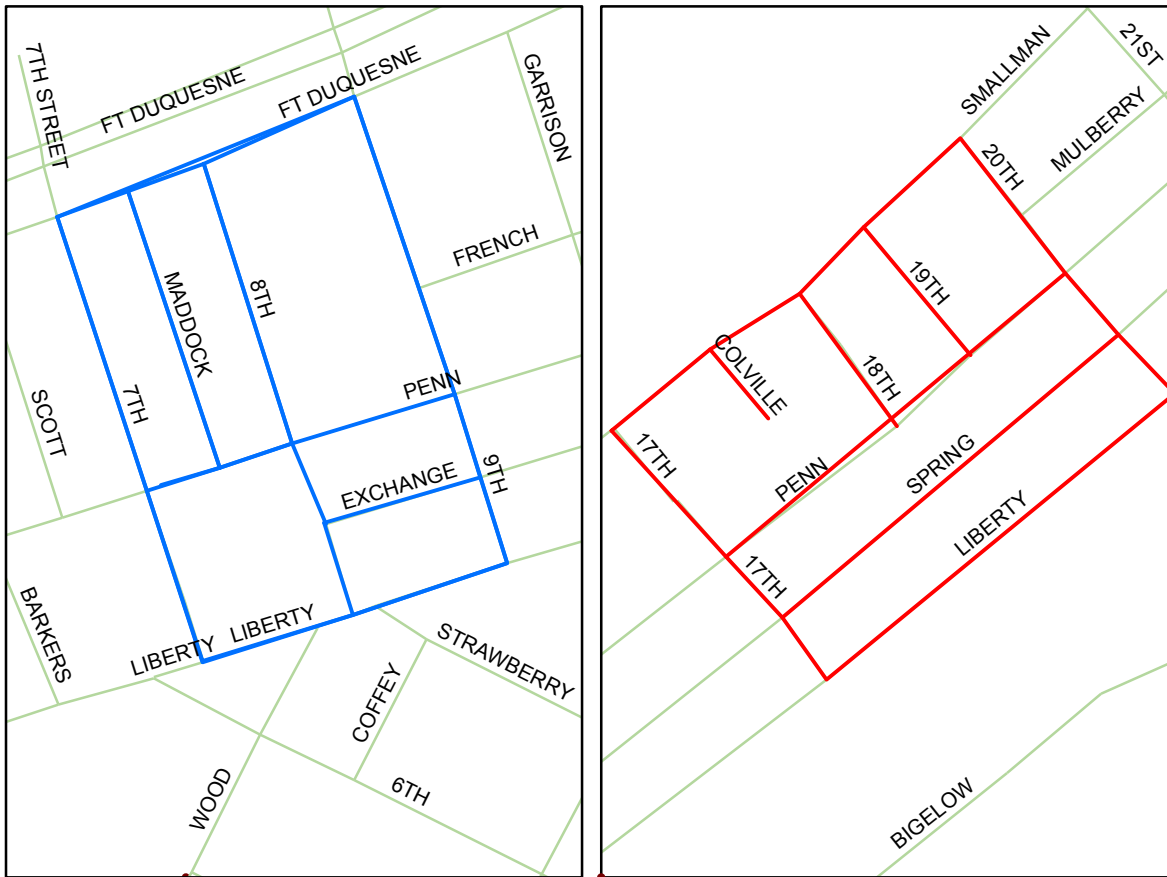 7TH STREET
FT DUQUESNE
FT DUQUESNE
GARRISON
FRENCH
MADDOCK
8TH
7TH
SCOTT
PENN
9TH
EXCHANGE
BARKERS
LIBERTY
LIBERTY
STRAWBERRY
COFFEY
WOOD
6TH
SMALLMAN
21ST
MULBERRY
20TH
19TH
COLVILLE
18TH
17TH
PENN
SPRING
LIBERTY
17TH
BIGELOW